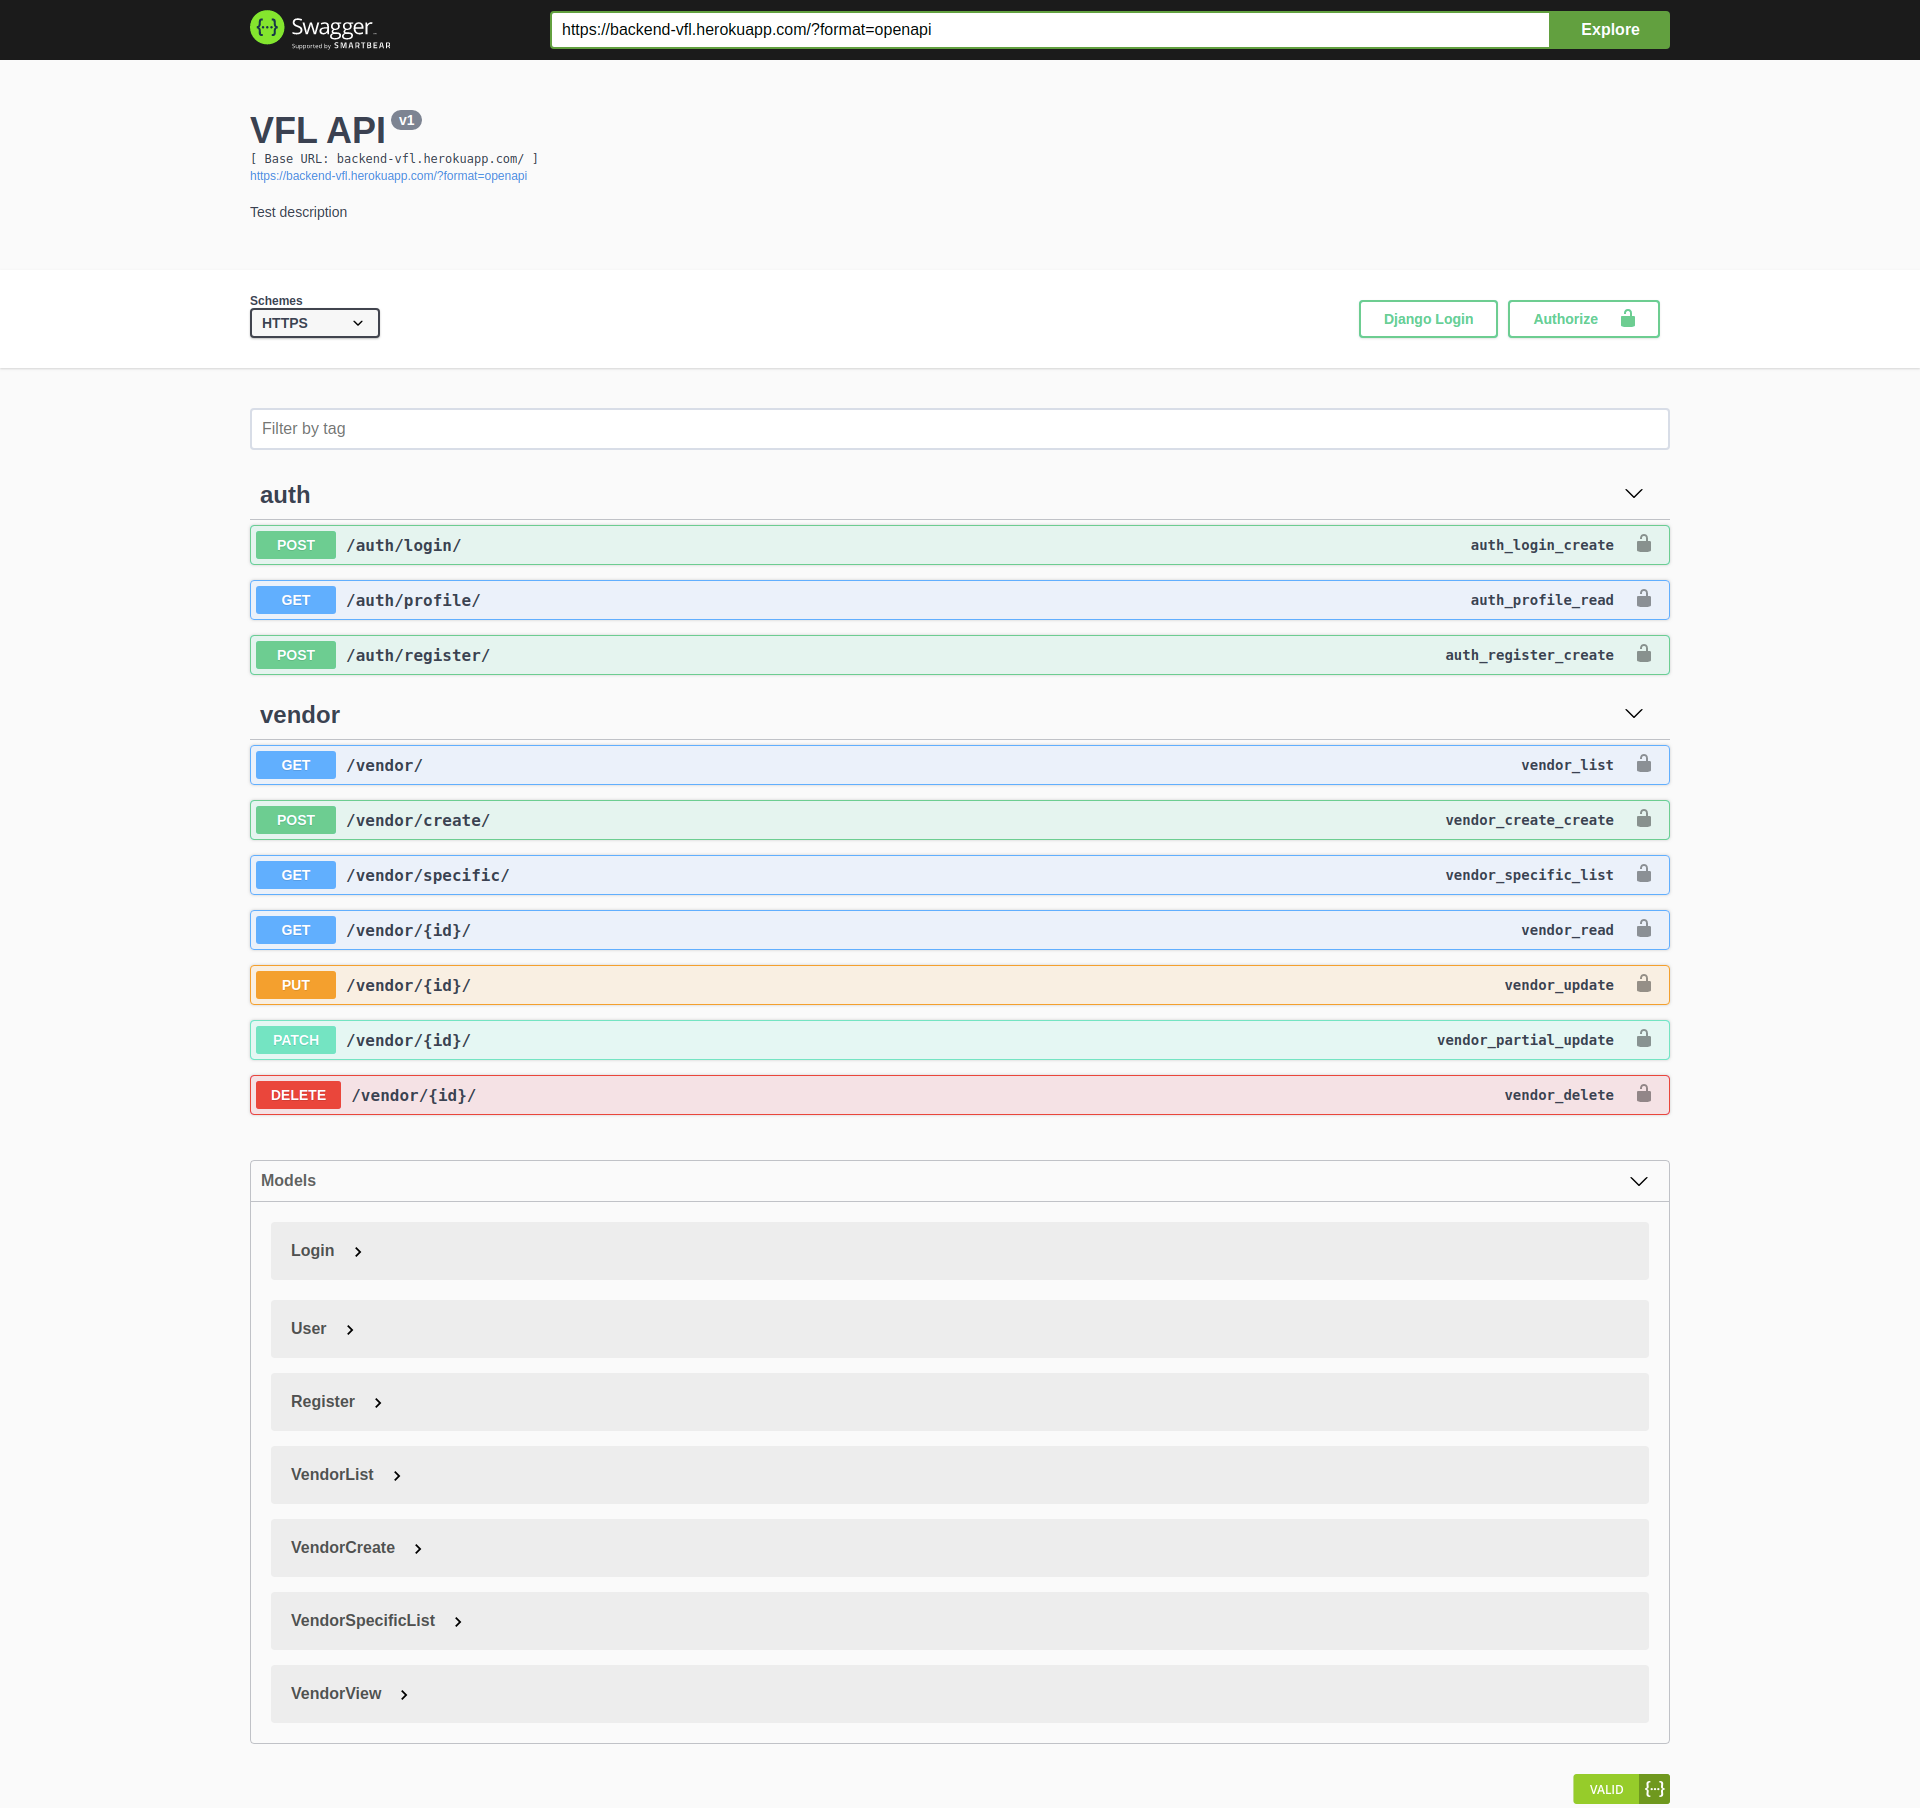 Swagger
Supported by SMARTBEAR
https://backend-vfl.herokuapp.com/?format=openapi
Explore
VFL API v1
[ Base URL: backend-vfl.herokuapp.com/ ]
https://backend-vfl.herokuapp.com/?format=openapi
Test description
Schemes
HTTPS
Django Login
Authorize
Filter by tag
auth
POST /auth/login/ auth_login_create
GET /auth/profile/ auth_profile_read
POST /auth/register/ auth_register_create
vendor
GET /vendor/ vendor_list
POST /vendor/create/ vendor_create_create
GET /vendor/specific/ vendor_specific_list
GET /vendor/{id}/ vendor_read
PUT /vendor/{id}/ vendor_update
PATCH /vendor/{id}/ vendor_partial_update
DELETE /vendor/{id}/ vendor_delete
Models
Login
User
Register
VendorList
VendorCreate
VendorSpecificList
VendorView
VALID {···}